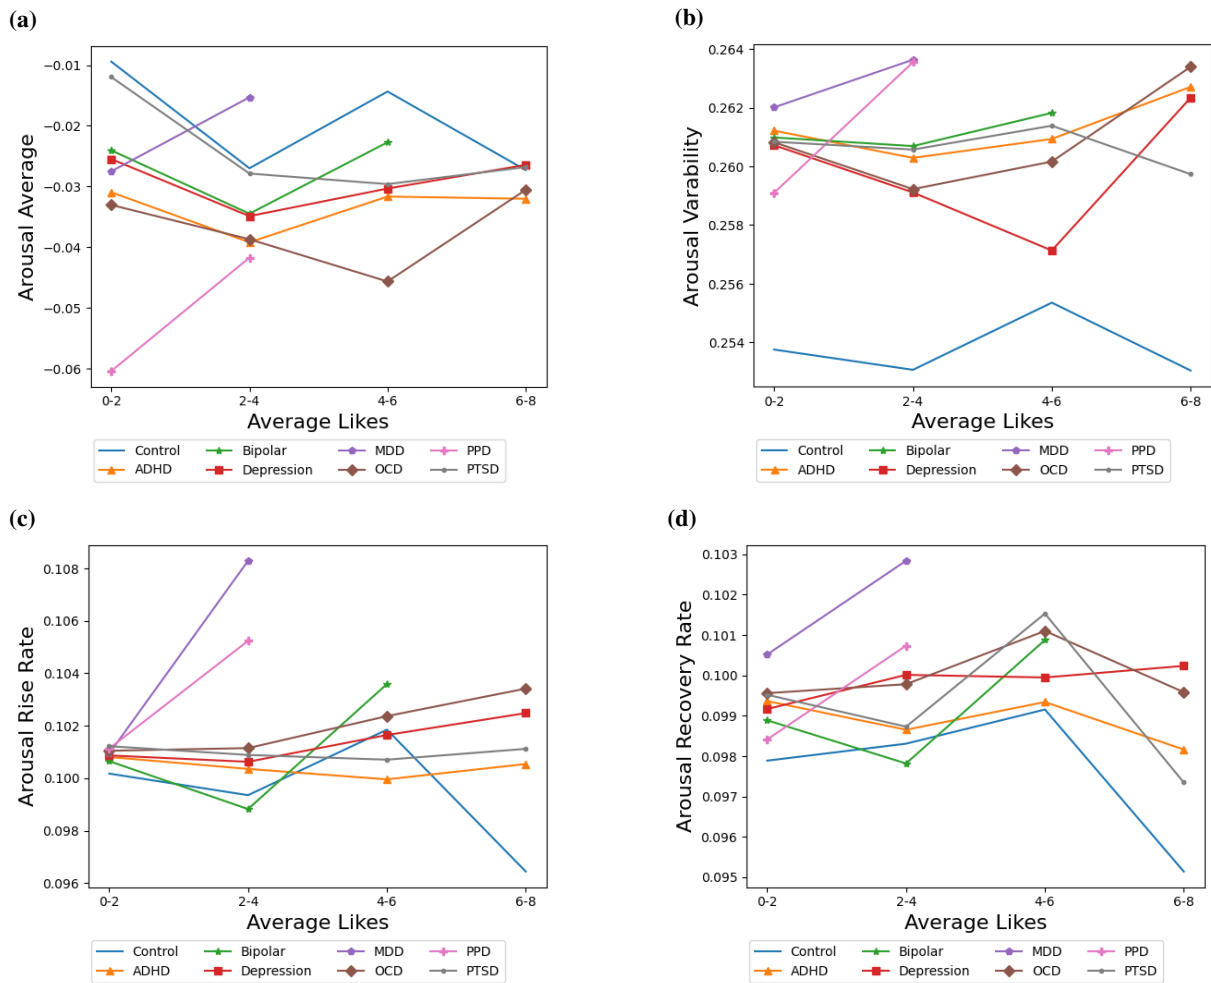 (a)
−0.01
−0.02
−0.03
−0.04
−0.05
−0.06
Arousal Average
0-2 2-4 4-6 6-8
Average Likes
Control Bipolar MDD PPD
ADHD Depression OCD PTSD
(b)
0.264
0.262
0.260
0.258
0.256
0.254
Arousal Varability
0-2 2-4 4-6 6-8
Average Likes
Control Bipolar MDD PPD
ADHD Depression OCD PTSD
(c)
0.108
0.106
0.104
0.102
0.100
0.098
0.096
Arousal Rise Rate
0-2 2-4 4-6 6-8
Average Likes
Control Bipolar MDD PPD
ADHD Depression OCD PTSD
(d)
0.103
0.102
0.101
0.100
0.099
0.098
0.097
0.096
0.095
Arousal Recovery Rate
0-2 2-4 4-6 6-8
Average Likes
Control Bipolar MDD PPD
ADHD Depression OCD PTSD